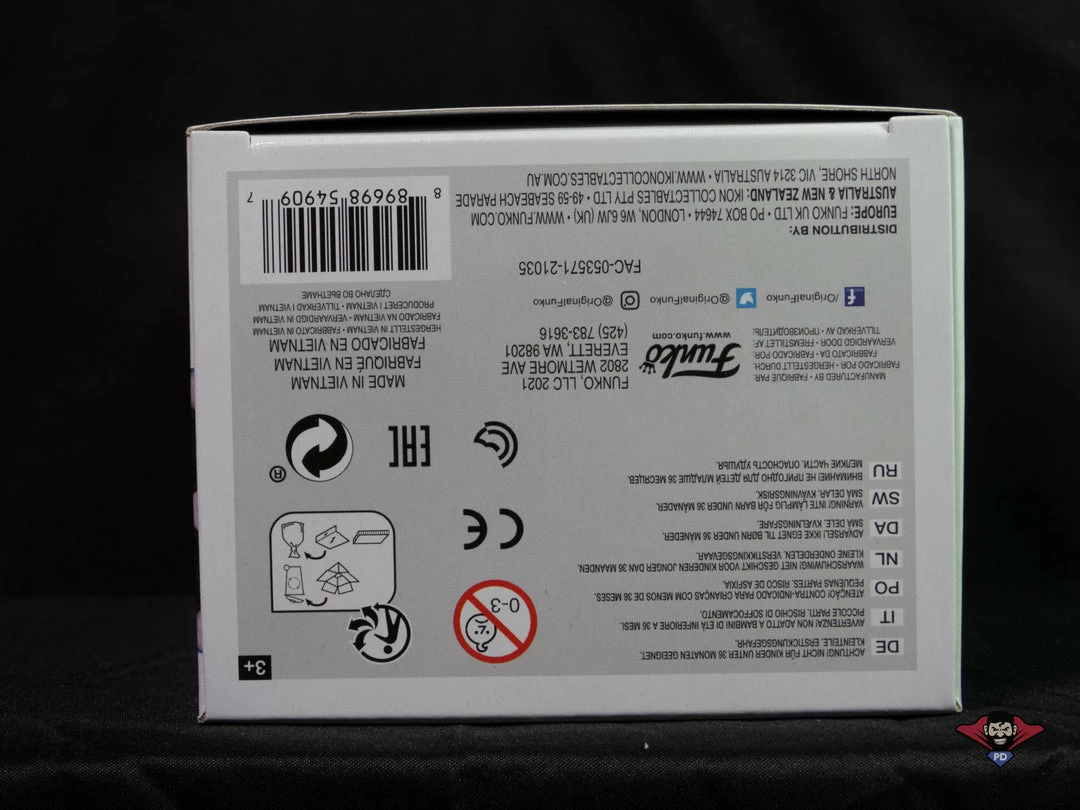 DE
ACHTUNG! NICHT FÜR KINDER UNTER 36 MONATEN GEEIGNET.
KLEINTEILE. ERSTICKUNGSGEFAHR.
IT
AVVERTENZA! NON ADATTO A BAMBINI DI ETÀ INFERIORE A 36 MESI.
PICCOLE PARTI. RISCHIO DI SOFFOCAMENTO.
PO
ATENÇÃO! CONTRA-INDICADO PARA CRIANÇAS COM MENOS DE 36 MESES.
PEQUENAS PARTES. RISCO DE ASFIXIA.
NL
WAARSCHUWING! NIET GESCHIKT VOOR KINDEREN JONGER DAN 36 MAANDEN.
KLEINE ONDERDELEN. VERSTIKKINGSGEVAAR.
DA
ADVARSEL! IKKE EGNET TIL BØRN UNDER 36 MÅNEDER.
SMÅ DELE. KVÆLNINGSFARE.
SW
VARNING! INTE LÄMPLIG FÖR BARN UNDER 36 MÅNADER.
SMÅ DELAR. KVÄVNINGSRISK.
RU
ВНИМАНИЕ! НЕ ПРИГОДНО ДЛЯ ДЕТЕЙ МЛАДШЕ 36 МЕСЯЦЕВ.
МЕЛКИЕ ЧАСТИ. ОПАСНОСТЬ УДУШЬЯ.
0-3
3+
CE
EAC
®
MANUFACTURED BY • FABRIQUÉ PAR:
FABRICADO POR • HERGESTELLT DURCH:
FABBRICATO DA • FABRICADO POR:
VERVAARDIGD DOOR • FREMSTILLET AF:
TILLVERKAD AV • ПРОИЗВОДИТЕЛЬ:
Funko
www.funko.com
FUNKO, LLC 2021
2802 WETMORE AVE
EVERETT, WA 98201
(425) 783-3616
MADE IN VIETNAM
FABRIQUÉ EN VIETNAM
FABRICADO EN VIETNAM
HERGESTELLT IN VIETNAM • FABBRICATO IN VIETNAM
FABRICADO NA VIETNAM • VERVAARDIGD IN VIETNAM
PRODUCERET I VIETNAM • TILLVERKAD I VIETNAM
СДЕЛАНО ВО ВЬЕТНАМЕ
/OriginalFunko
@OriginalFunko
@OriginalFunko
FAC-053571-21035
DISTRIBUTION BY:
EUROPE: FUNKO UK LTD • PO BOX 74644 • LONDON, W6 6JW (UK) • WWW.FUNKO.COM
AUSTRALIA & NEW ZEALAND: IKON COLLECTABLES PTY LTD • 49-59 SEABEACH PARADE
NORTH SHORE, VIC 3214 AUSTRALIA • WWW.IKONCOLLECTABLES.COM.AU
8 89698 54909 7
PD